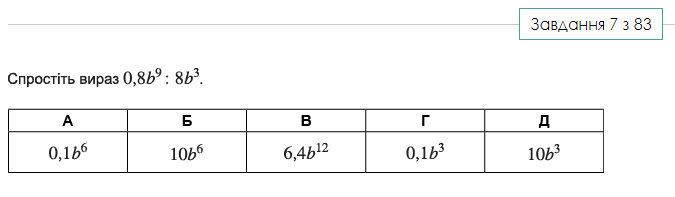 Завдання 7 з 83
Спростіть вираз 0,8b⁹ : 8b³.
А Б В Г Д
0,1b⁶ 10b⁶ 6,4b¹² 0,1b³ 10b³